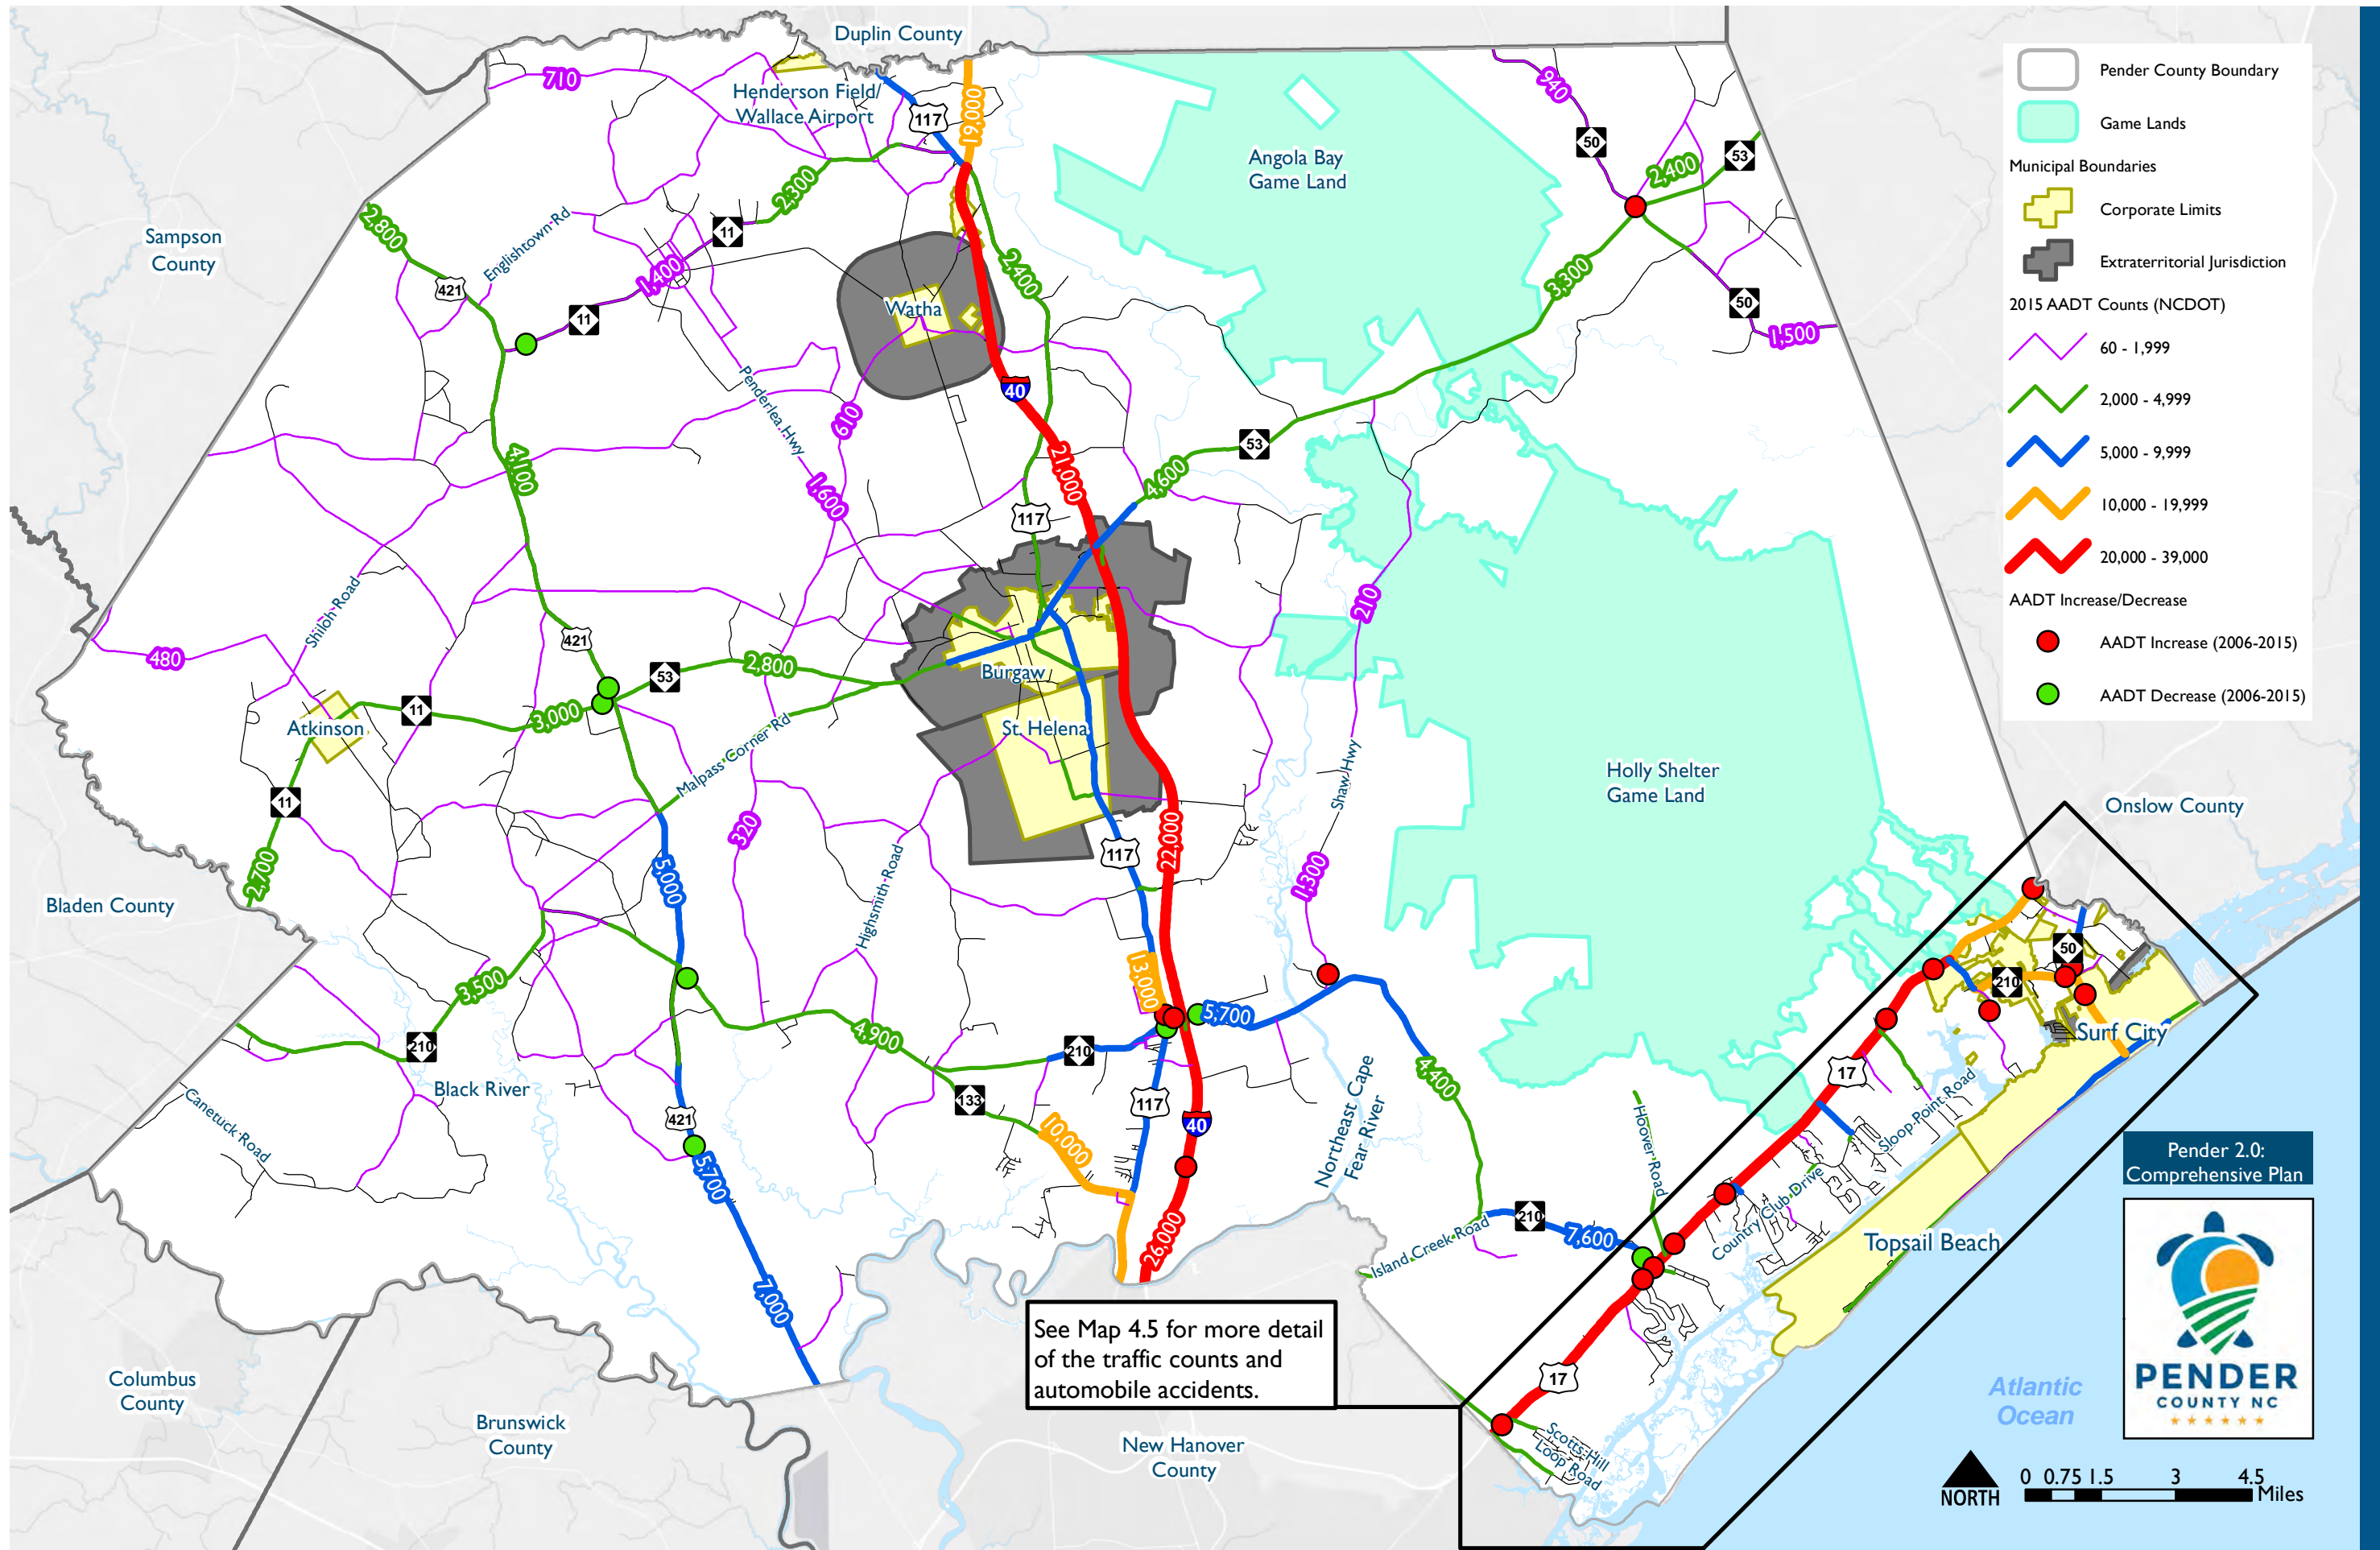 Duplin County
710
Henderson Field/
Wallace Airport
117
19,000
940
50
53
2,400
Angola Bay
Game Land
2,300
11
2,800
Englishtown Rd
Sampson
County
421
1,400
11
2,400
3,300
50
1,500
Watha
40
Penderlea Hwy
610
4,100
1,600
21,000
4,600
53
117
210
Shiloh Road
480
421
53
2,800
Burgaw
Atkinson
11
3,000
St. Helena
Malpass Corner Rd
Shaw Hwy
Holly Shelter
Game Land
11
2,700
320
5,000
Highsmith Road
117
22,000
1,300
Bladen County
Onslow County
3,500
13,000
50
210
5,700
210
4,900
210
Surf City
Black River
133
117
40
4,400
17
Northeast Cape
Fear River
Canetuck Road
421
10,000
Hoover Road
Sloop Point Road
5,700
26,000
Island Creek Road
210
7,600
Country Club Drive
Topsail Beach
7,000
See Map 4.5 for more detail
of the traffic counts and
automobile accidents.
17
Columbus
County
Brunswick
County
New Hanover
County
Scotts Hill
Loop Road
Atlantic
Ocean
Pender County Boundary
Game Lands
Municipal Boundaries
Corporate Limits
Extraterritorial Jurisdiction
2015 AADT Counts (NCDOT)
60 - 1,999
2,000 - 4,999
5,000 - 9,999
10,000 - 19,999
20,000 - 39,000
AADT Increase/Decrease
AADT Increase (2006-2015)
AADT Decrease (2006-2015)
Pender 2.0:
Comprehensive Plan
PENDER
COUNTY NC
NORTH
0 0.75 1.5 3 4.5
Miles